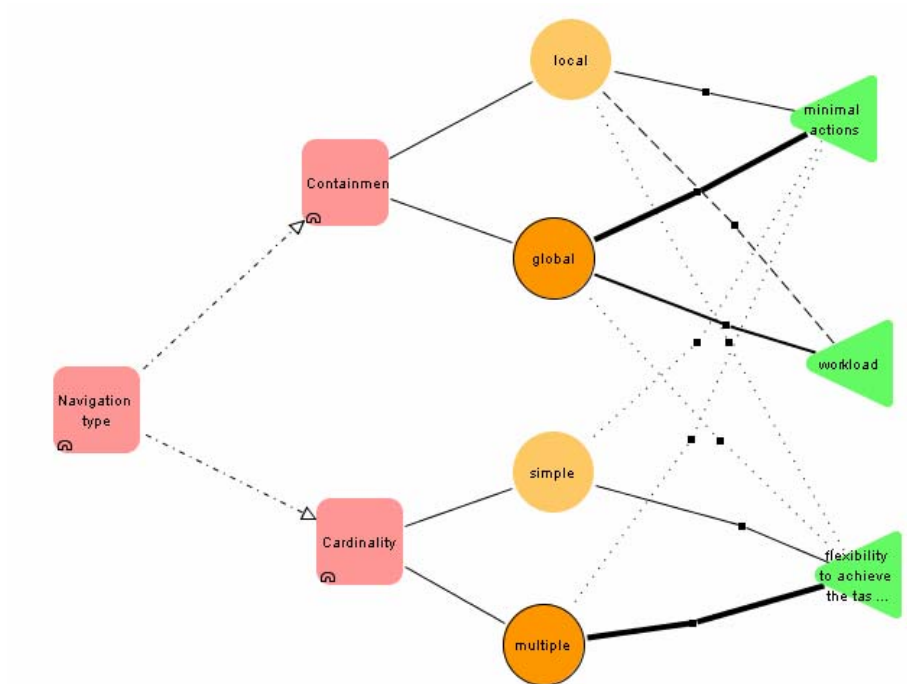 local
minimal
actions
Containmen
global
workload
Navigation
type
simple
Cardinality
flexibility
to achieve
the tas ...
multiple